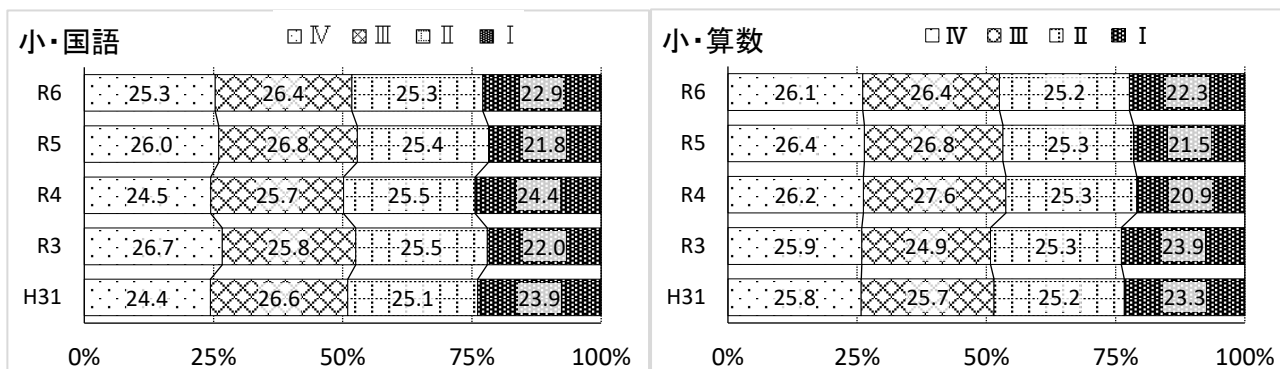 小・国語
□ Ⅳ ▨ Ⅲ □ Ⅱ ■ Ⅰ
R6 25.3 26.4 25.3 22.9
R5 26.0 26.8 25.4 21.8
R4 24.5 25.7 25.5 24.4
R3 26.7 25.8 25.5 22.0
H31 24.4 26.6 25.1 23.9
0% 25% 50% 75% 100%
小・算数
□ Ⅳ ▨ Ⅲ □ Ⅱ ■ Ⅰ
R6 26.1 26.4 25.2 22.3
R5 26.4 26.8 25.3 21.5
R4 26.2 27.6 25.3 20.9
R3 25.9 24.9 25.3 23.9
H31 25.8 25.7 25.2 23.3
0% 25% 50% 75% 100%